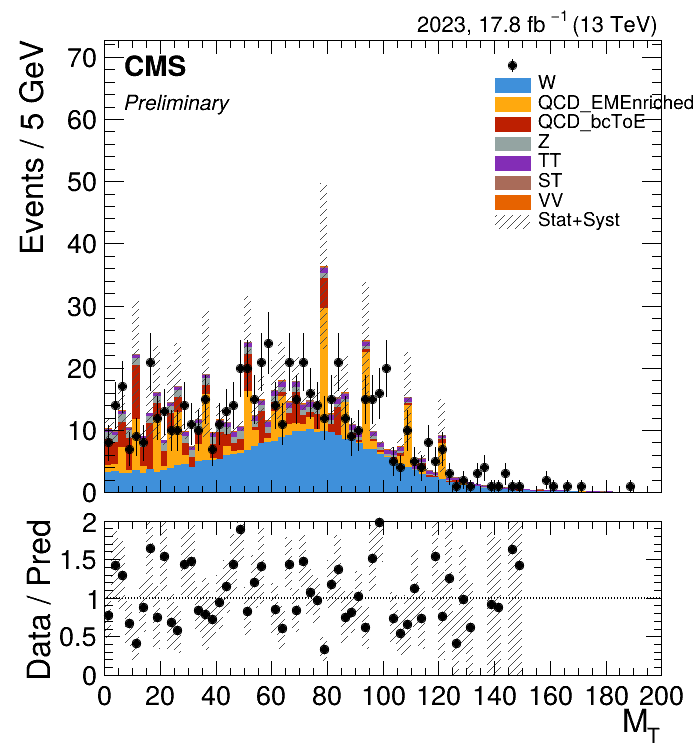 2023, 17.8 fb⁻¹ (13 TeV)
CMS
Preliminary
W
QCD_EMEnriched
QCD_bcToE
Z
TT
ST
VV
Stat+Syst
Events / 5 GeV
70
60
50
40
30
20
10
0
Data / Pred
2
1.5
1
0.5
0
0 20 40 60 80 100 120 140 160 180 200
M_T